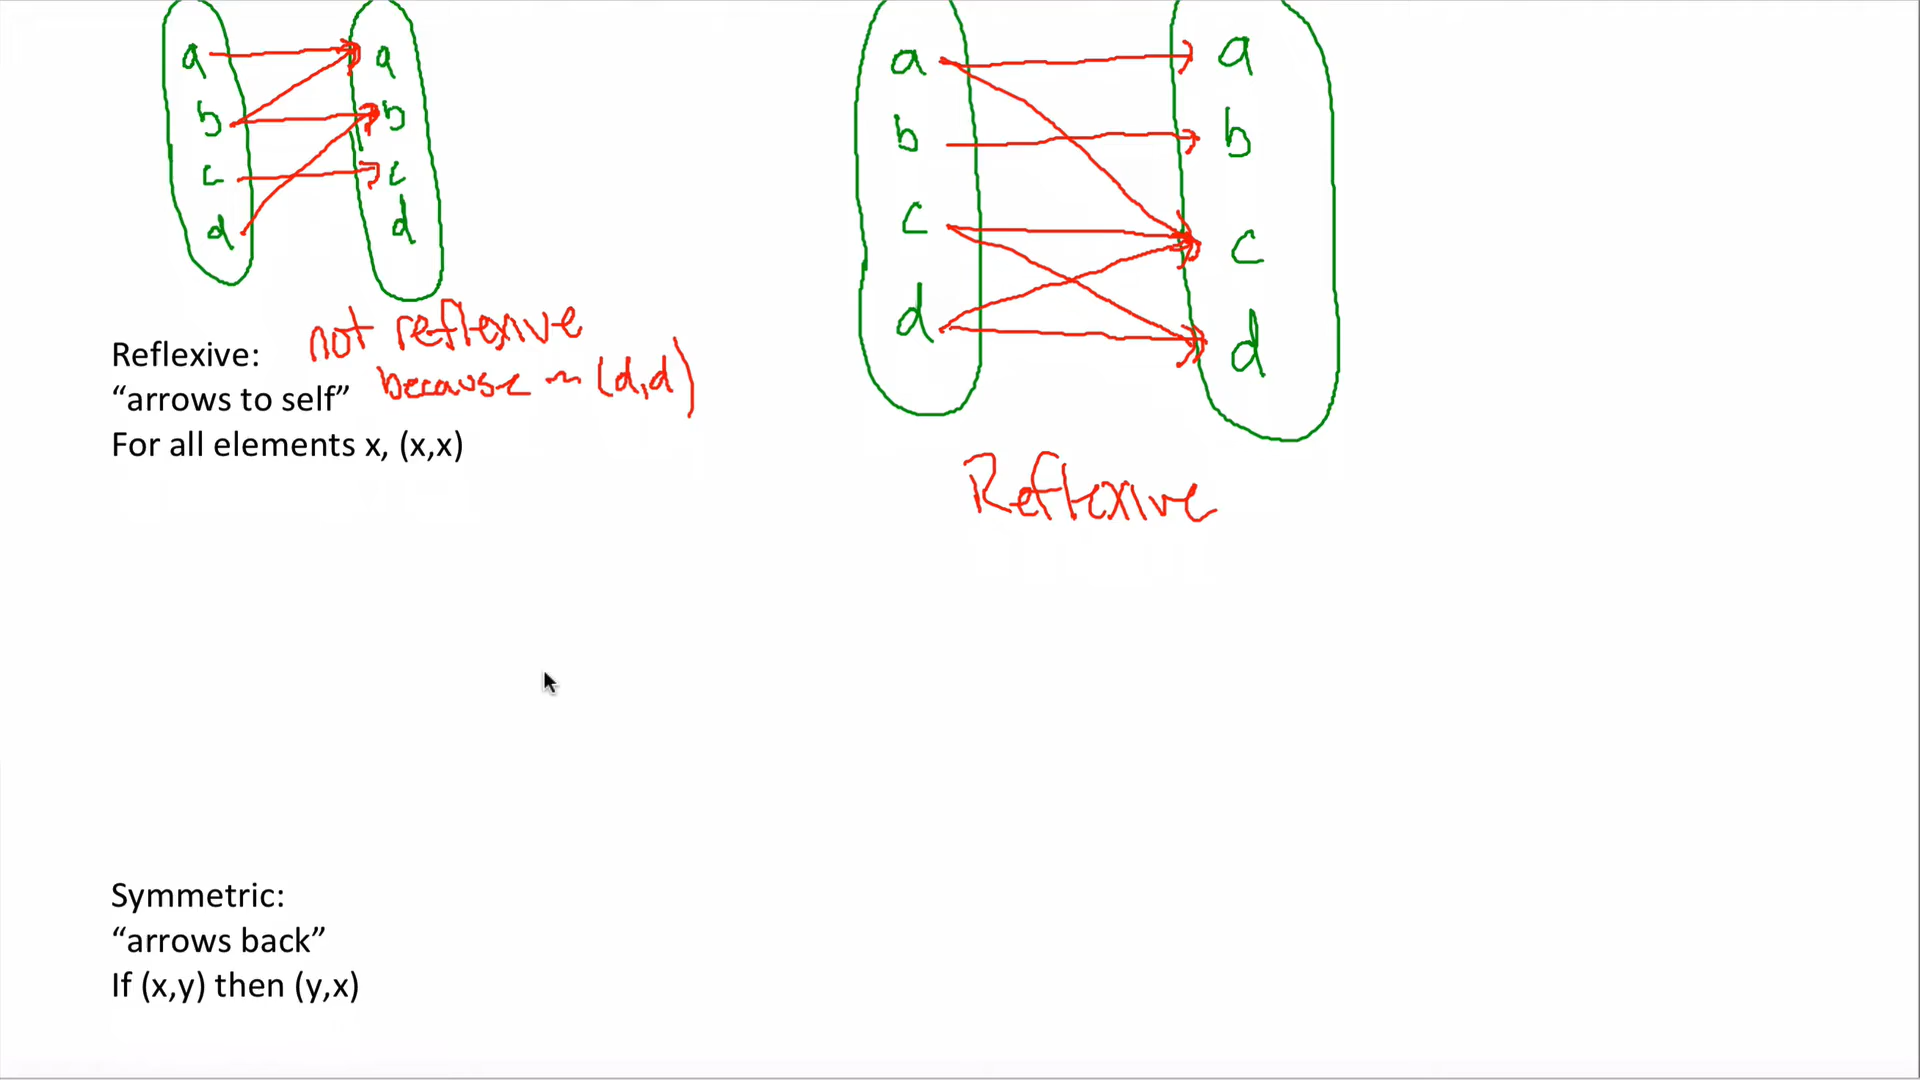 a a
b b
c c
d d
a a
b b
c c
d d
not reflexive
because ~ (d,d)
Reflexive:
“arrows to self”
For all elements x, (x,x)
Reflexive
Symmetric:
“arrows back”
If (x,y) then (y,x)